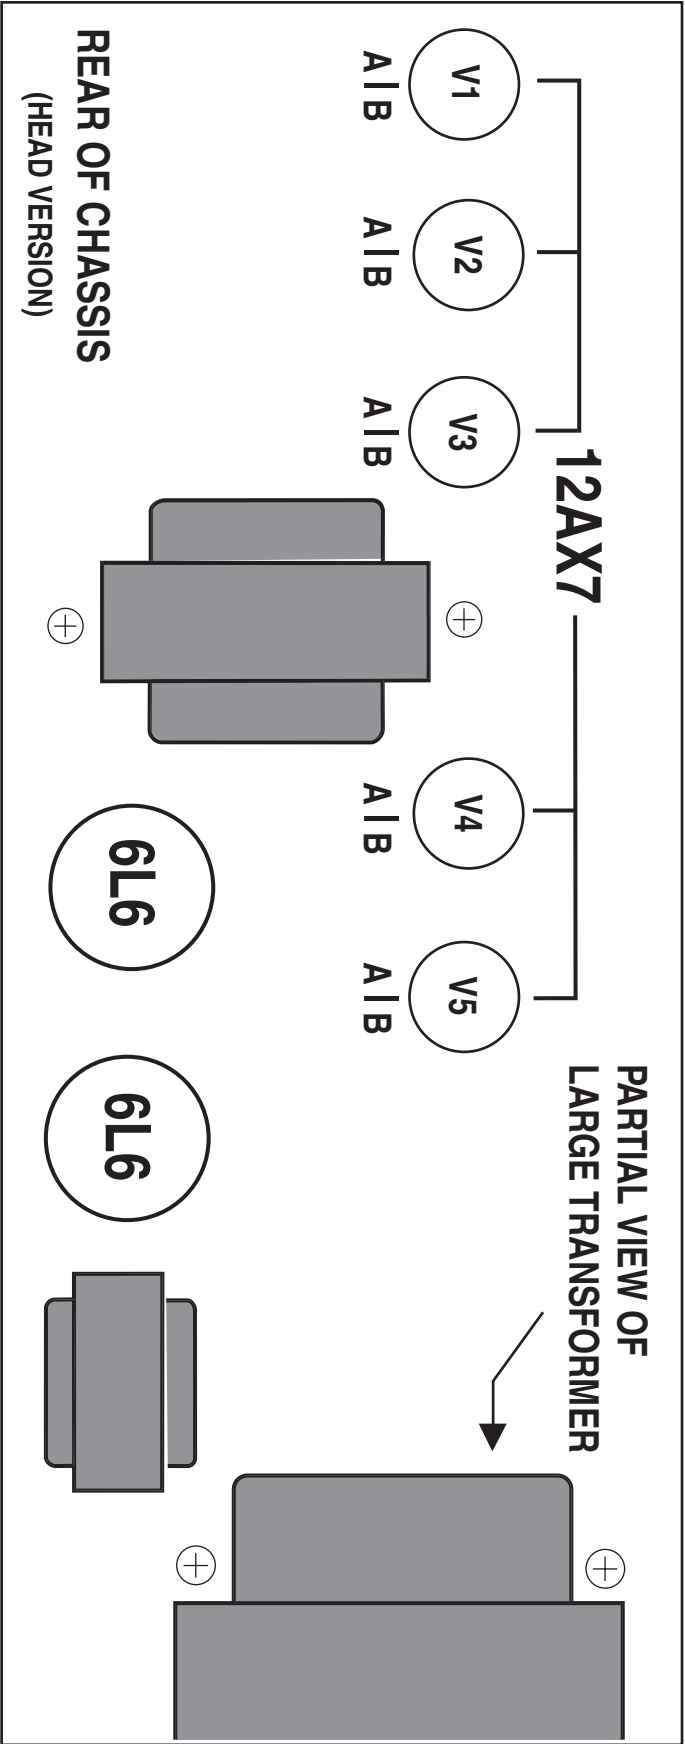 PARTIAL VIEW OF
LARGE TRANSFORMER
12AX7
V1
V2
V3
V4
V5
A|B
A|B
A|B
A|B
A|B
6L6
6L6
REAR OF CHASSIS
(HEAD VERSION)